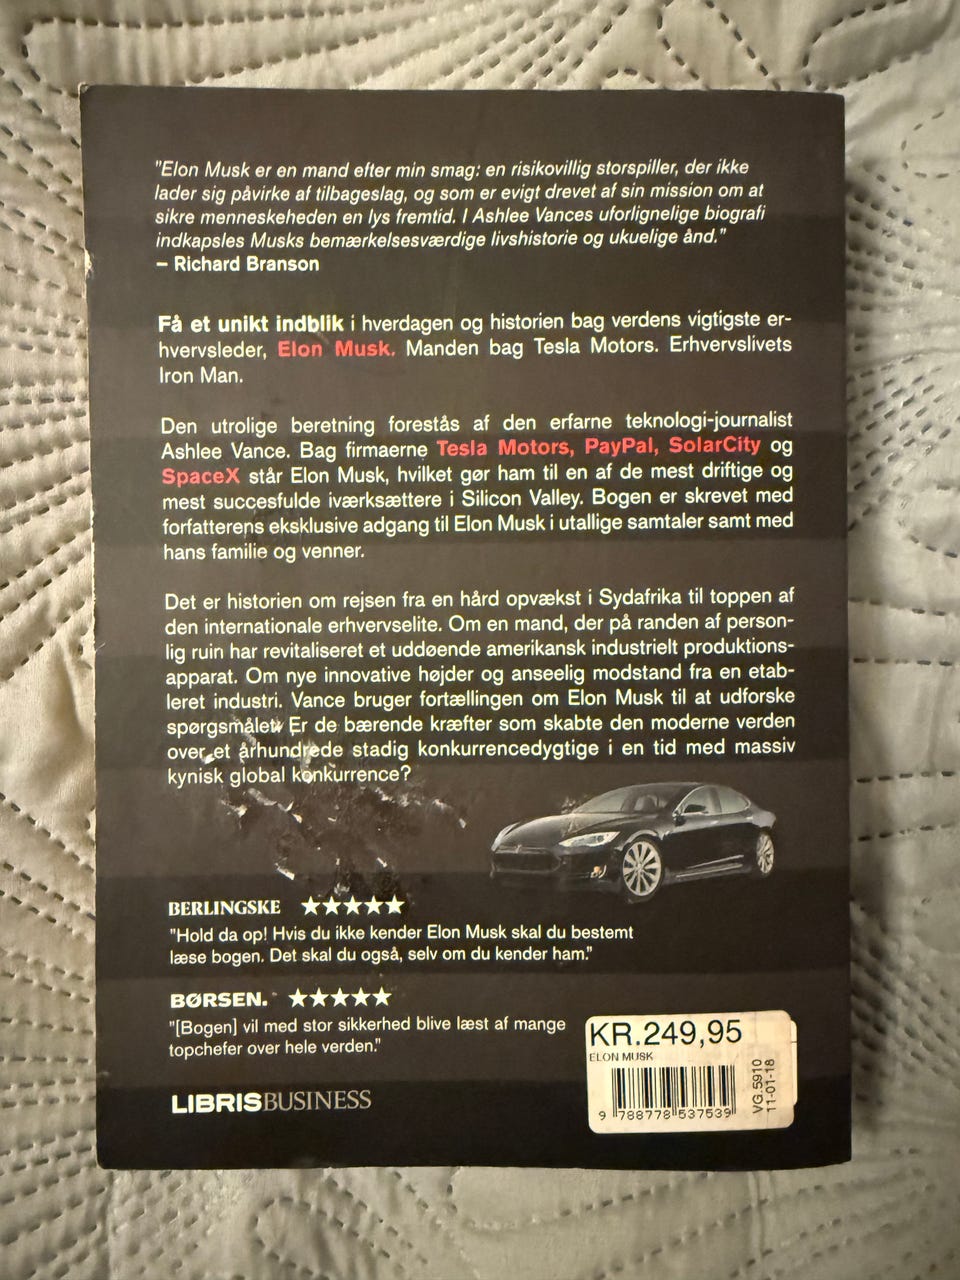 "Elon Musk er en mand efter min smag: en risikovillig storspiller, der ikke
lader sig påvirke af tilbageslag, og som er evigt drevet af sin mission om at
sikre menneskeheden en lys fremtid. I Ashlee Vances uforlignelige biografi
indkapsles Musks bemærkelsesværdige livshistorie og ukuelige ånd."
– Richard Branson
Få et unikt indblik i hverdagen og historien bag verdens vigtigste er-
hvervsleder, Elon Musk. Manden bag Tesla Motors. Erhvervslivets
Iron Man.
Den utrolige beretning forestås af den erfarne teknologi-journalist
Ashlee Vance. Bag firmaerne Tesla Motors, PayPal, SolarCity og
SpaceX står Elon Musk, hvilket gør ham til en af de mest driftige og
mest succesfulde iværksættere i Silicon Valley. Bogen er skrevet med
forfatterens eksklusive adgang til Elon Musk i utallige samtaler samt med
hans familie og venner.
Det er historien om rejsen fra en hård opvækst i Sydafrika til toppen af
den internationale erhvervselite. Om en mand, der på randen af person-
lig ruin har revitaliseret et uddøende amerikansk industrielt produktions-
apparat. Om nye innovative højder og anseelig modstand fra en etab-
leret industri. Vance bruger fortællingen om Elon Musk til at udforske
spørgsmålet: Er de bærende kræfter som skabte den moderne verden
over et århundrede stadig konkurrencedygtige i en tid med massiv
kynisk global konkurrence?
BERLINGSKE ★★★★★
"Hold da op! Hvis du ikke kender Elon Musk skal du bestemt
læse bogen. Det skal du også, selv om du kender ham."
BØRSEN. ★★★★★
"[Bogen] vil med stor sikkerhed blive læst af mange
topchefer over hele verden."
LIBRISBUSINESS
KR.249,95
ELON MUSK
9 788778 537539
VG.5910
11-01-18